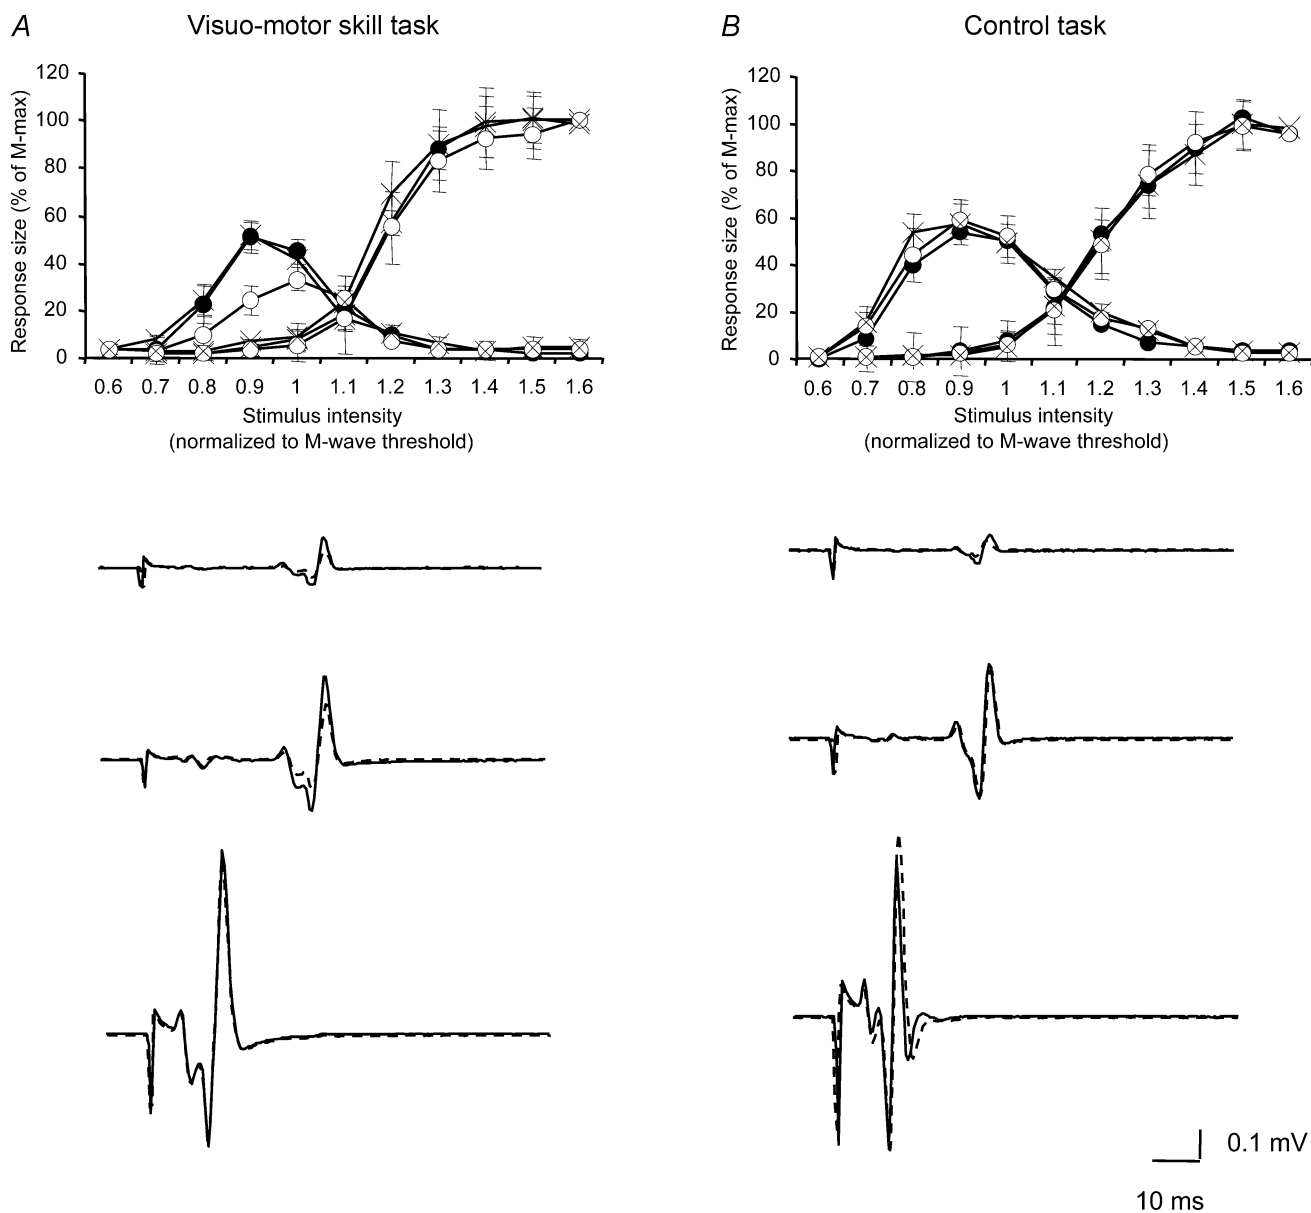 A Visuo-motor skill task
B Control task
Response size (% of M-max)
120
100
80
60
40
20
0
0.6 0.7 0.8 0.9 1 1.1 1.2 1.3 1.4 1.5 1.6
Stimulus intensity
(normalized to M-wave threshold)
Response size (% of M-max)
120
100
80
60
40
20
0
0.6 0.7 0.8 0.9 1 1.1 1.2 1.3 1.4 1.5 1.6
Stimulus intensity
(normalized to M-wave threshold)
0.1 mV
10 ms